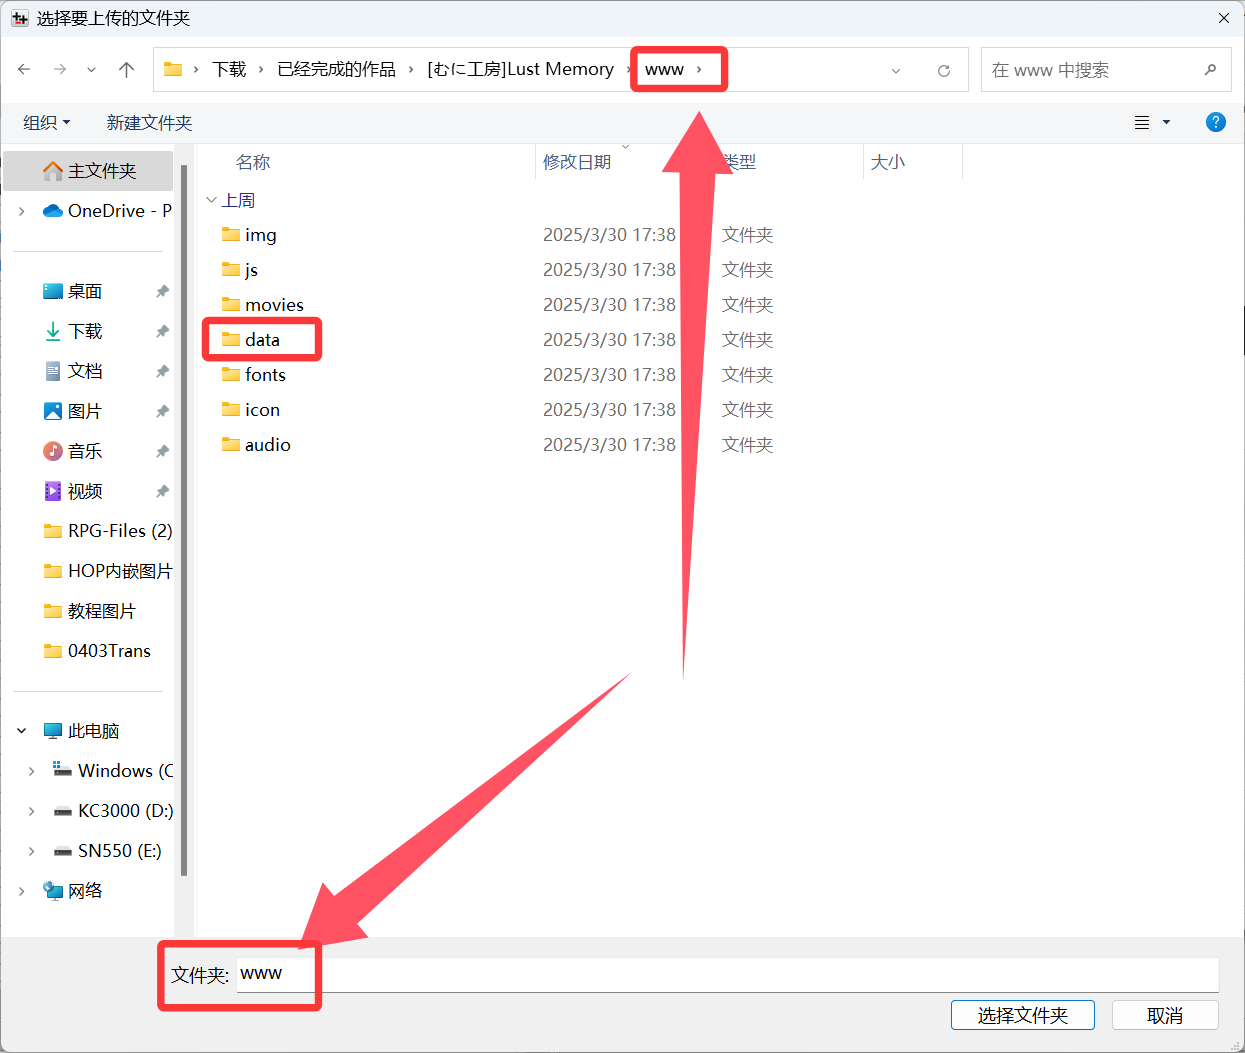 选择要上传的文件夹
下载
已经完成的作品
[むに工房]Lust Memory
www
在 www 中搜索
组织
新建文件夹
主文件夹
OneDrive - P
桌面
下载
文档
图片
音乐
视频
RPG-Files (2)
HOP内嵌图片
教程图片
0403Trans
此电脑
Windows (C
KC3000 (D:)
SN550 (E:)
网络
名称
修改日期
类型
大小
上周
img 2025/3/30 17:38 文件夹
js 2025/3/30 17:38 文件夹
movies 2025/3/30 17:38 文件夹
data 2025/3/30 17:38 文件夹
fonts 2025/3/30 17:38 文件夹
icon 2025/3/30 17:38 文件夹
audio 2025/3/30 17:38 文件夹
文件夹: www
选择文件夹
取消